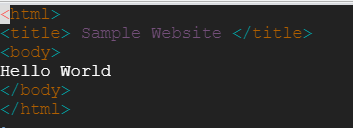 <html>
<title> Sample Website </title>
<body>
Hello World
</body>
</html>